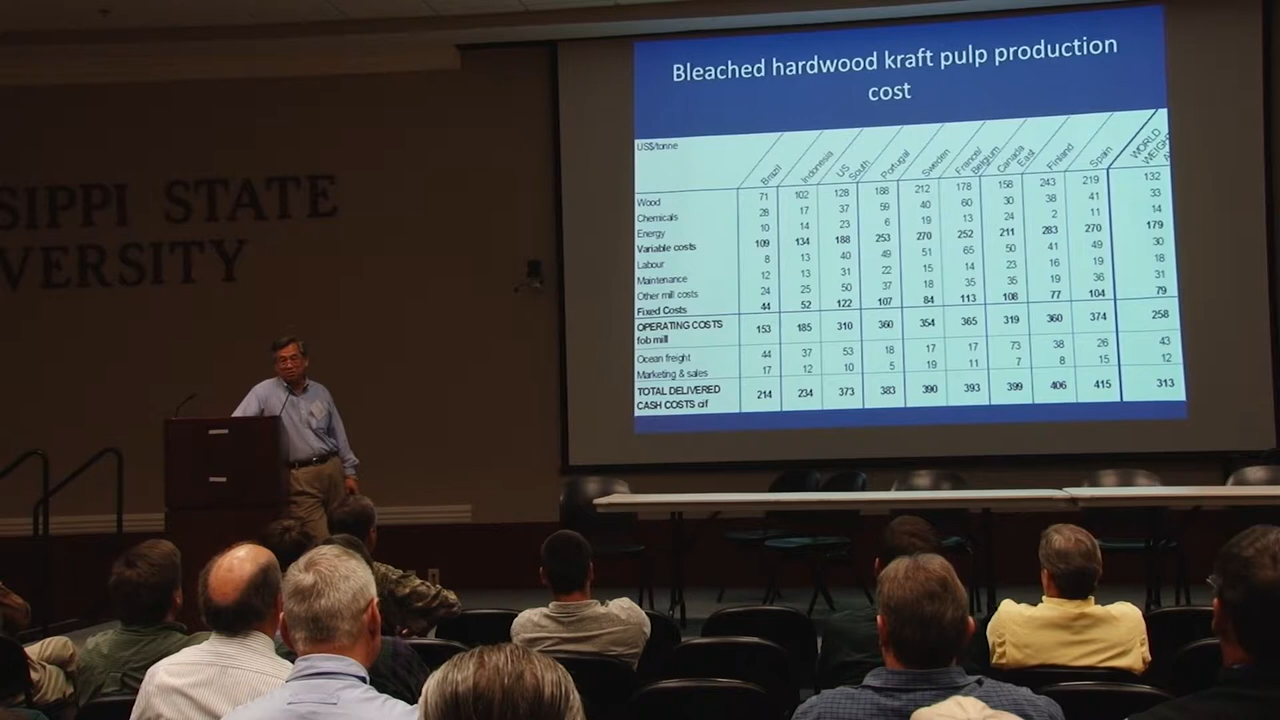 SIPPI STATE
VERSITY
Bleached hardwood kraft pulp production
cost
US$/tonne Brazil Indonesia US South Portugal Sweden France/ Belgium Canada East Finland Spain WORLD WEIGH A
Wood 71 102 128 188 212 178 158 243 219 132
Chemicals 28 17 37 59 40 60 30 38 41 33
Energy 10 14 23 6 19 13 24 2 11 14
Variable costs 109 134 188 253 270 252 211 283 270 179
Labour 8 13 40 49 51 65 50 41 49 30
Maintenance 12 13 31 22 15 14 23 16 19 18
Other mill costs 24 25 50 37 18 35 35 19 36 31
Fixed Costs 44 52 122 107 84 113 108 77 104 79
OPERATING COSTS 153 185 310 360 354 365 319 360 374 258
fob mill
Ocean freight 44 37 53 18 17 17 73 38 26 43
Marketing & sales 17 12 10 5 19 11 7 8 15 12
TOTAL DELIVERED 214 234 373 383 390 393 399 406 415 313
CASH COSTS cif